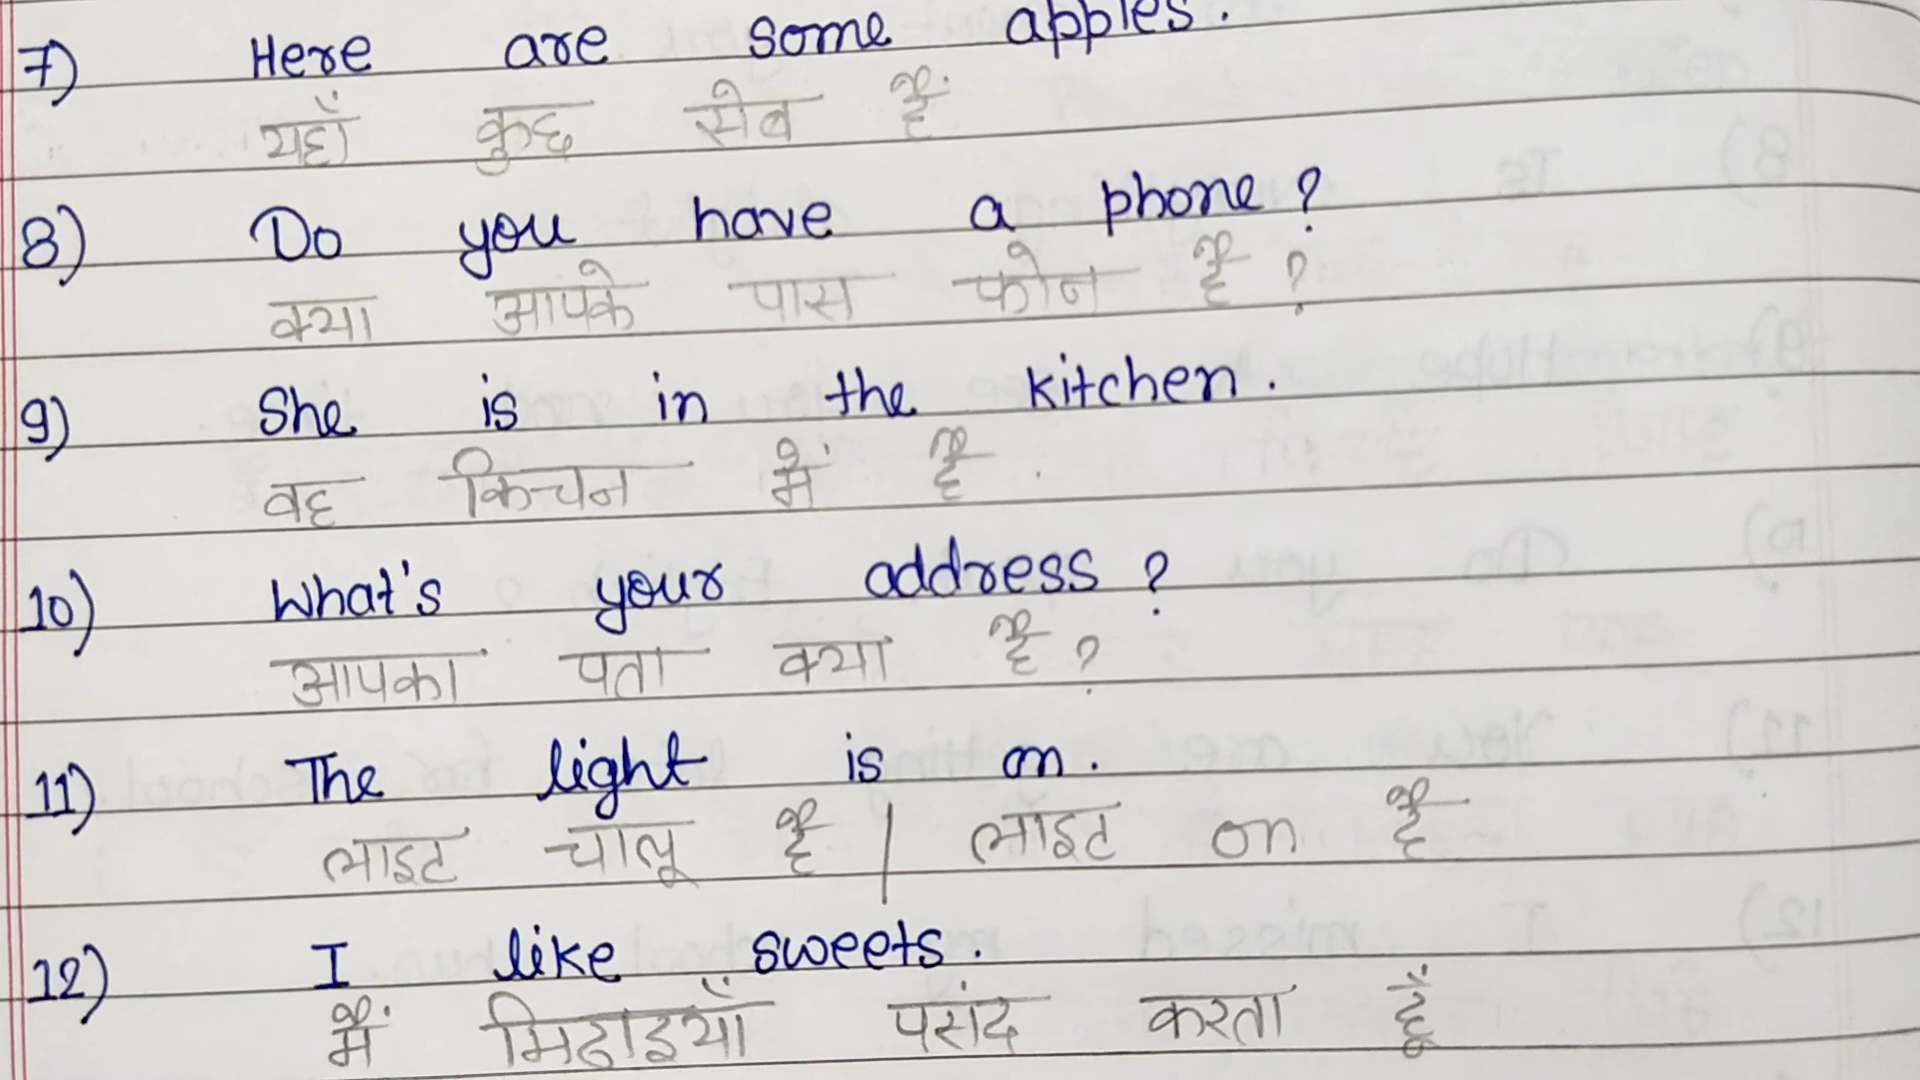 7) Here are some apples.
यहाँ कुछ सेब हैं
8) Do you have a phone?
क्या आपके पास फोन है ?
9) She is in the kitchen.
वह किचन में है .
10) What's your address ?
आपका पता क्या है ?
11) The light is on.
लाइट चालू है | लाइट on है
12) I like sweets.
मैं मिठाइयाँ पसंद करता हूँ